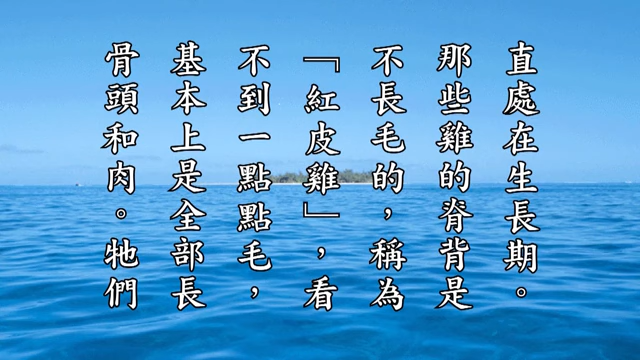 直處在生長期。
那些雞的脊背是
不長毛的，稱為
「紅皮雞」，看
不到一點點毛，
基本上是全部長
骨頭和肉。牠們